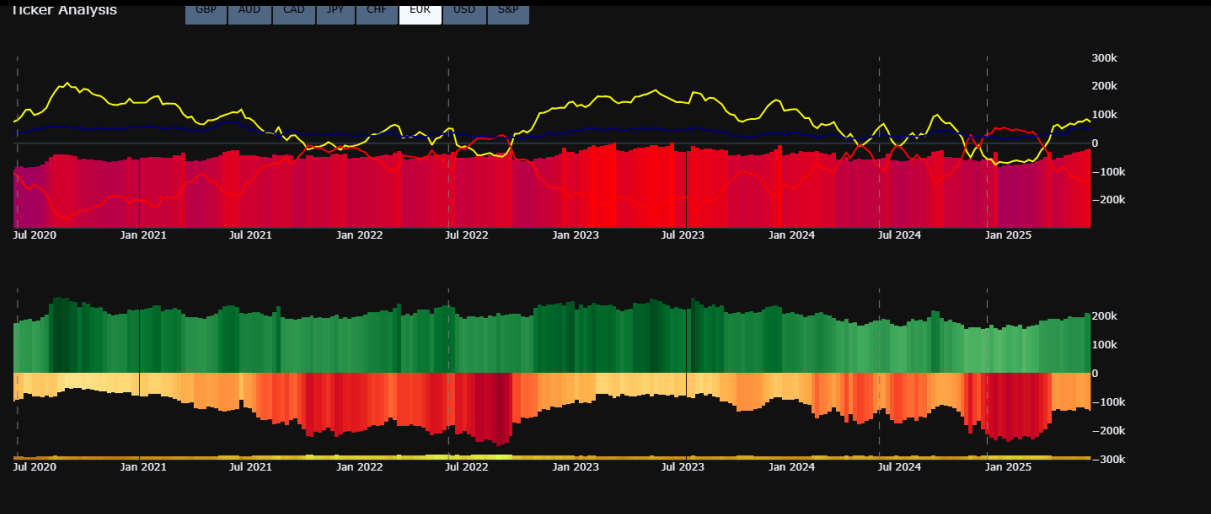 Ticker Analysis GBP AUD CAD JPY CHF EUR USD S&P
300k
200k
100k
0
−100k
−200k
Jul 2020 Jan 2021 Jul 2021 Jan 2022 Jul 2022 Jan 2023 Jul 2023 Jan 2024 Jul 2024 Jan 2025
200k
100k
0
−100k
−200k
−300k
Jul 2020 Jan 2021 Jul 2021 Jan 2022 Jul 2022 Jan 2023 Jul 2023 Jan 2024 Jul 2024 Jan 2025